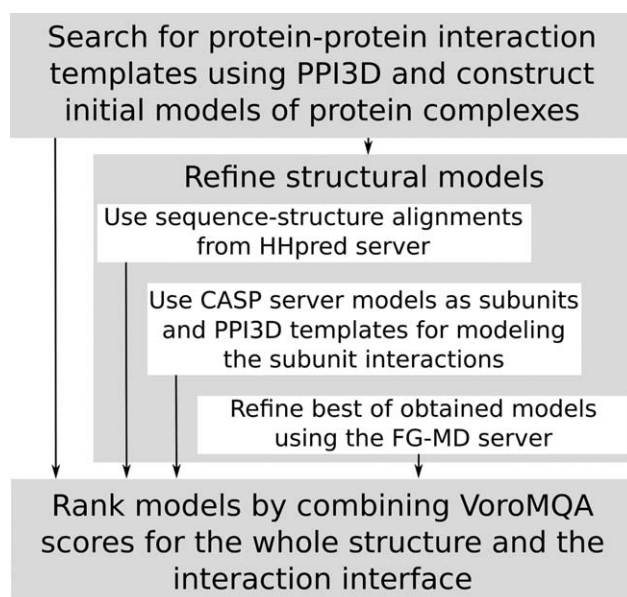 Search for protein-protein interaction
templates using PPI3D and construct
initial models of protein complexes
Refine structural models
Use sequence-structure alignments
from HHpred server
Use CASP server models as subunits
and PPI3D templates for modeling
the subunit interactions
Refine best of obtained models
using the FG-MD server
Rank models by combining VoroMQA
scores for the whole structure and the
interaction interface